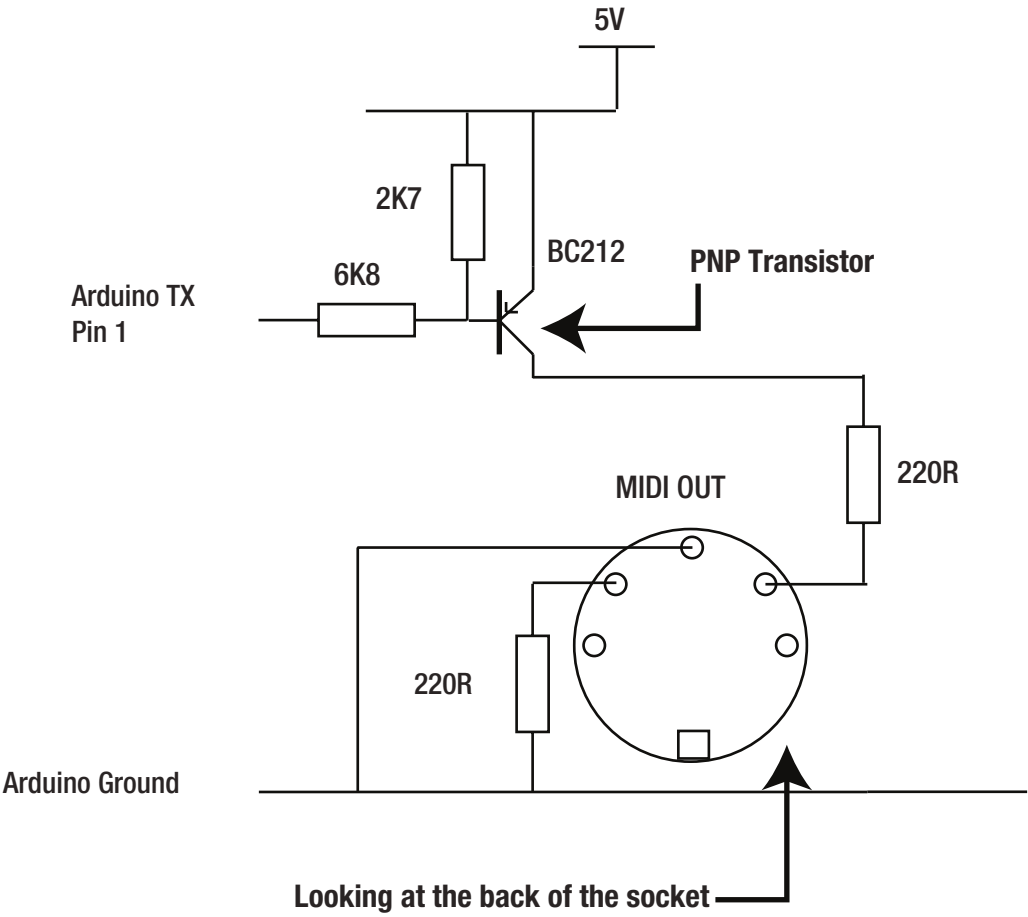 5V
2K7
BC212
PNP Transistor
6K8
Arduino TX
Pin 1
220R
MIDI OUT
220R
Arduino Ground
Looking at the back of the socket